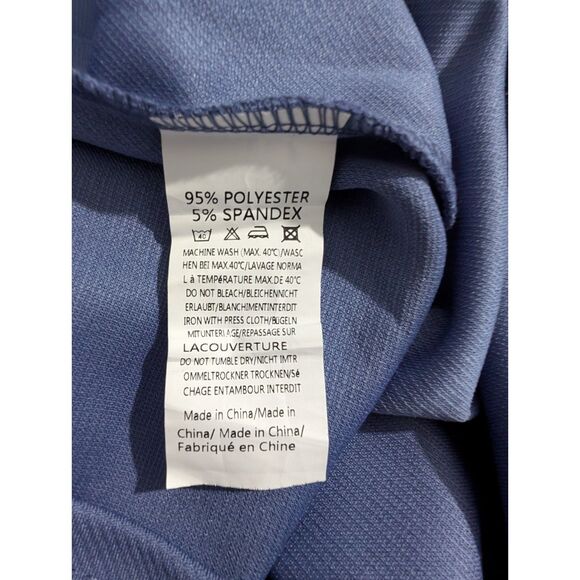 95% POLYESTER
5% SPANDEX
40
MACHINE WASH (MAX. 40℃)/WASC
HEN BEI MAX.40℃/LAVAGE NORMA
L à TEMPéRATURE MAX.DE 40℃
DO NOT BLEACH/BLEICHENNICHT
ERLAUBT/BLANCHIMENTINTERDIT
IRON WITH PRESS CLOTH/BüGELN
MITUNTERLAGE/REPASSAGE SUR
LACOUVERTURE
DO NOT TUMBLE DRY/NICHT IMTR
OMMELTROCKNER TROCKNEN/Sé
CHAGE ENTAMBOUR INTERDIT
Made in China/Made in
China/ Made in China/
Fabriqué en Chine